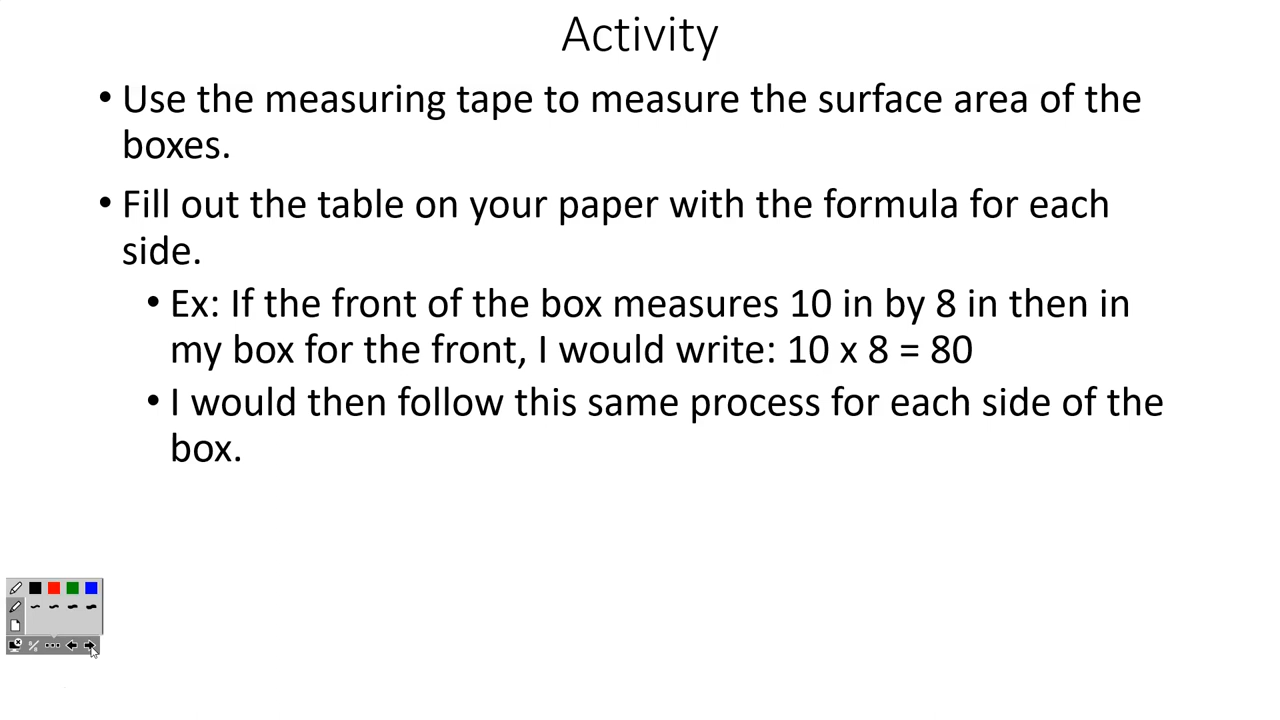 Activity
• Use the measuring tape to measure the surface area of the
boxes.
• Fill out the table on your paper with the formula for each
side.
• Ex: If the front of the box measures 10 in by 8 in then in
my box for the front, I would write: 10 x 8 = 80
• I would then follow this same process for each side of the
box.